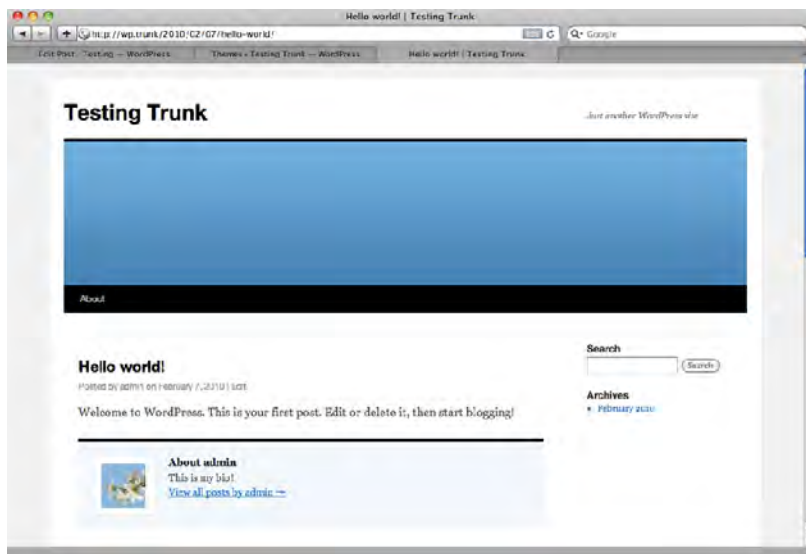 Hello world! | Testing Trunk
http://wp.trunk/2010/02/07/hello-world/
Google
Edit Post ‹ Testing — WordPress
Themes ‹ Testing Trunk — WordPress
Hello world! | Testing Trunk
Testing Trunk
Just another WordPress site
About
Hello world!
Posted by admin on February 7, 2010 | Edit
Welcome to WordPress. This is your first post. Edit or delete it, then start blogging!
About admin
This is my bio!
View all posts by admin →
Search
Search
Archives
February 2010